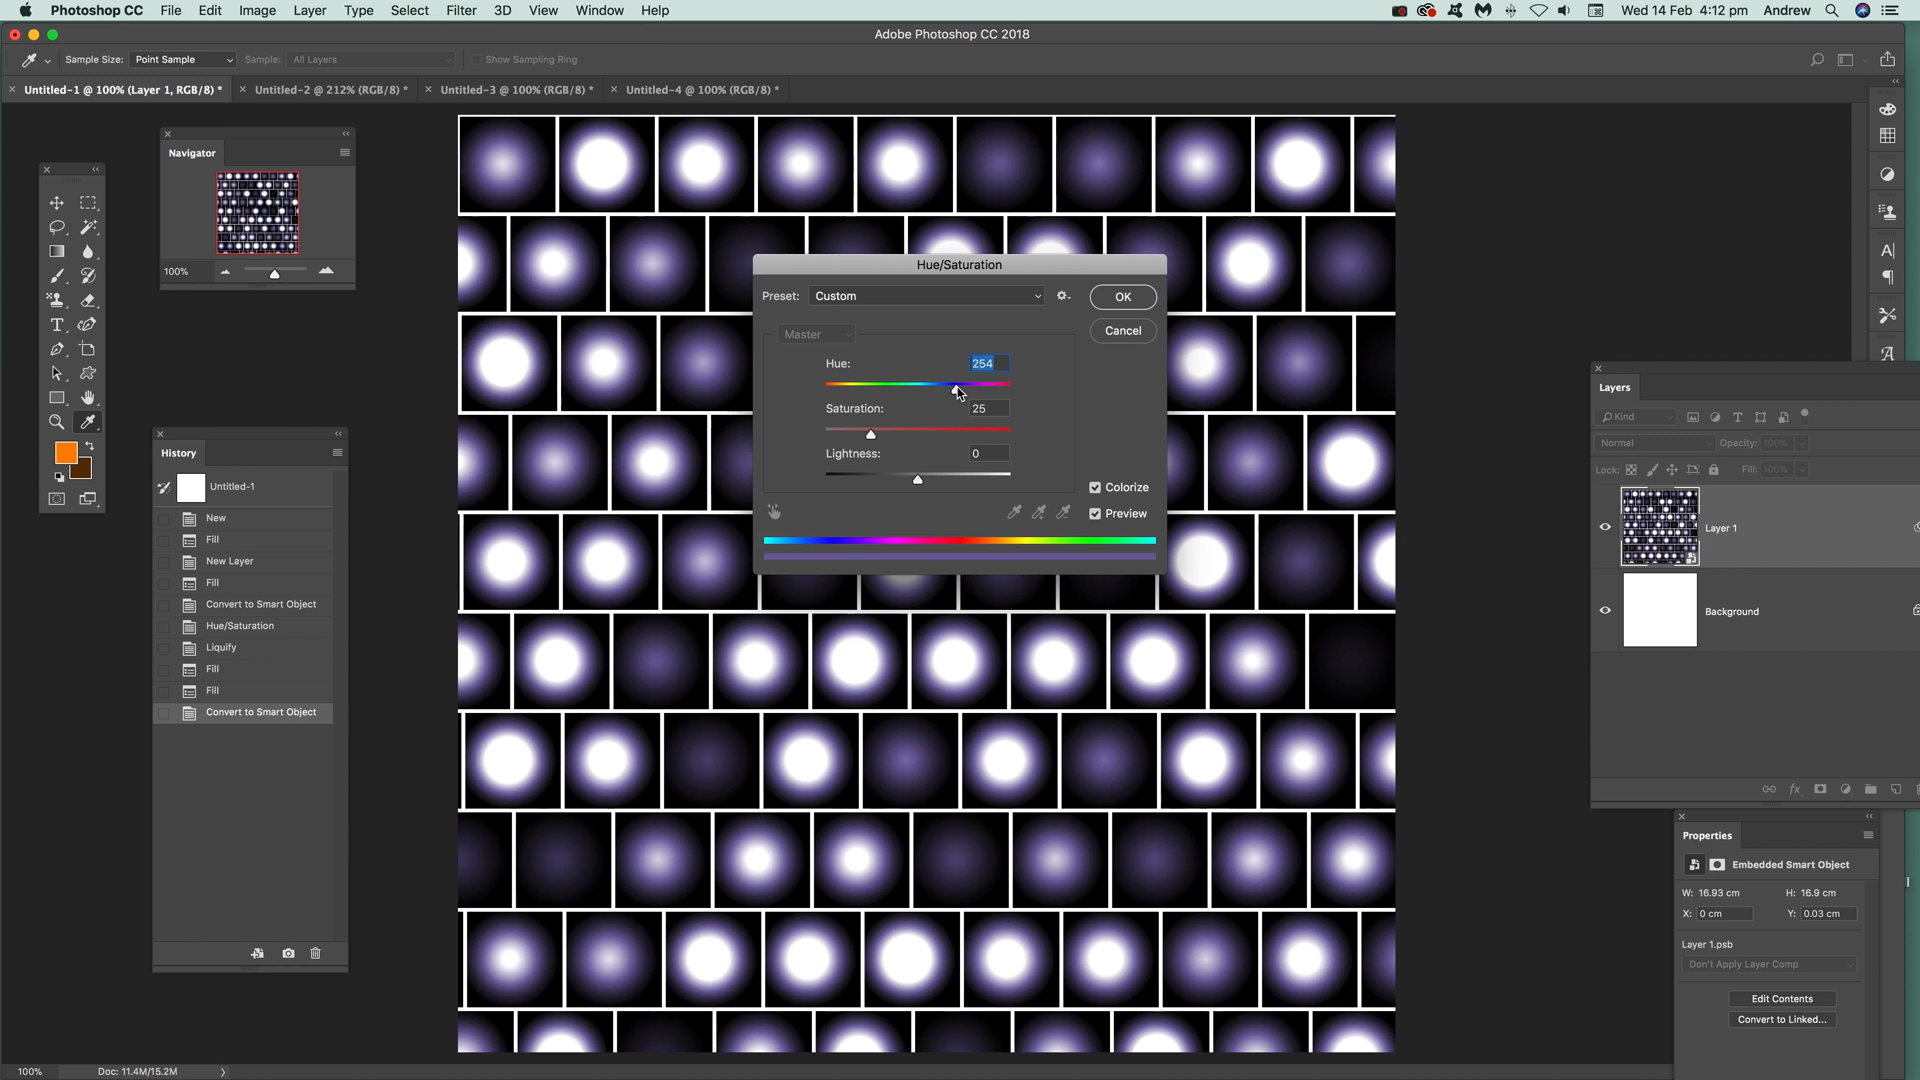 Photoshop CC File Edit Image Layer Type Select Filter 3D View Window Help Wed 14 Feb 4:12 pm Andrew
Adobe Photoshop CC 2018
Sample Size: Point Sample Sample: All Layers Show Sampling Ring
Untitled-1 @ 100% (Layer 1, RGB/8) * Untitled-2 @ 212% (RGB/8) * Untitled-3 @ 100% (RGB/8) * Untitled-4 @ 100% (RGB/8) *
Navigator
100%
History
Untitled-1
New
Fill
New Layer
Fill
Convert to Smart Object
Hue/Saturation
Liquify
Fill
Fill
Convert to Smart Object
Hue/Saturation
Preset: Custom OK
Cancel
Master
Hue: 254
Saturation: 25
Lightness: 0
Colorize
Preview
Layers
Kind
Normal Opacity: 100%
Lock: Fill: 100%
Layer 1
Background
Properties
Embedded Smart Object
W: 16.93 cm H: 16.9 cm
X: 0 cm Y: 0.03 cm
Layer 1.psb
Don't Apply Layer Comp
Edit Contents
Convert to Linked...
100% Doc: 11.4M/15.2M